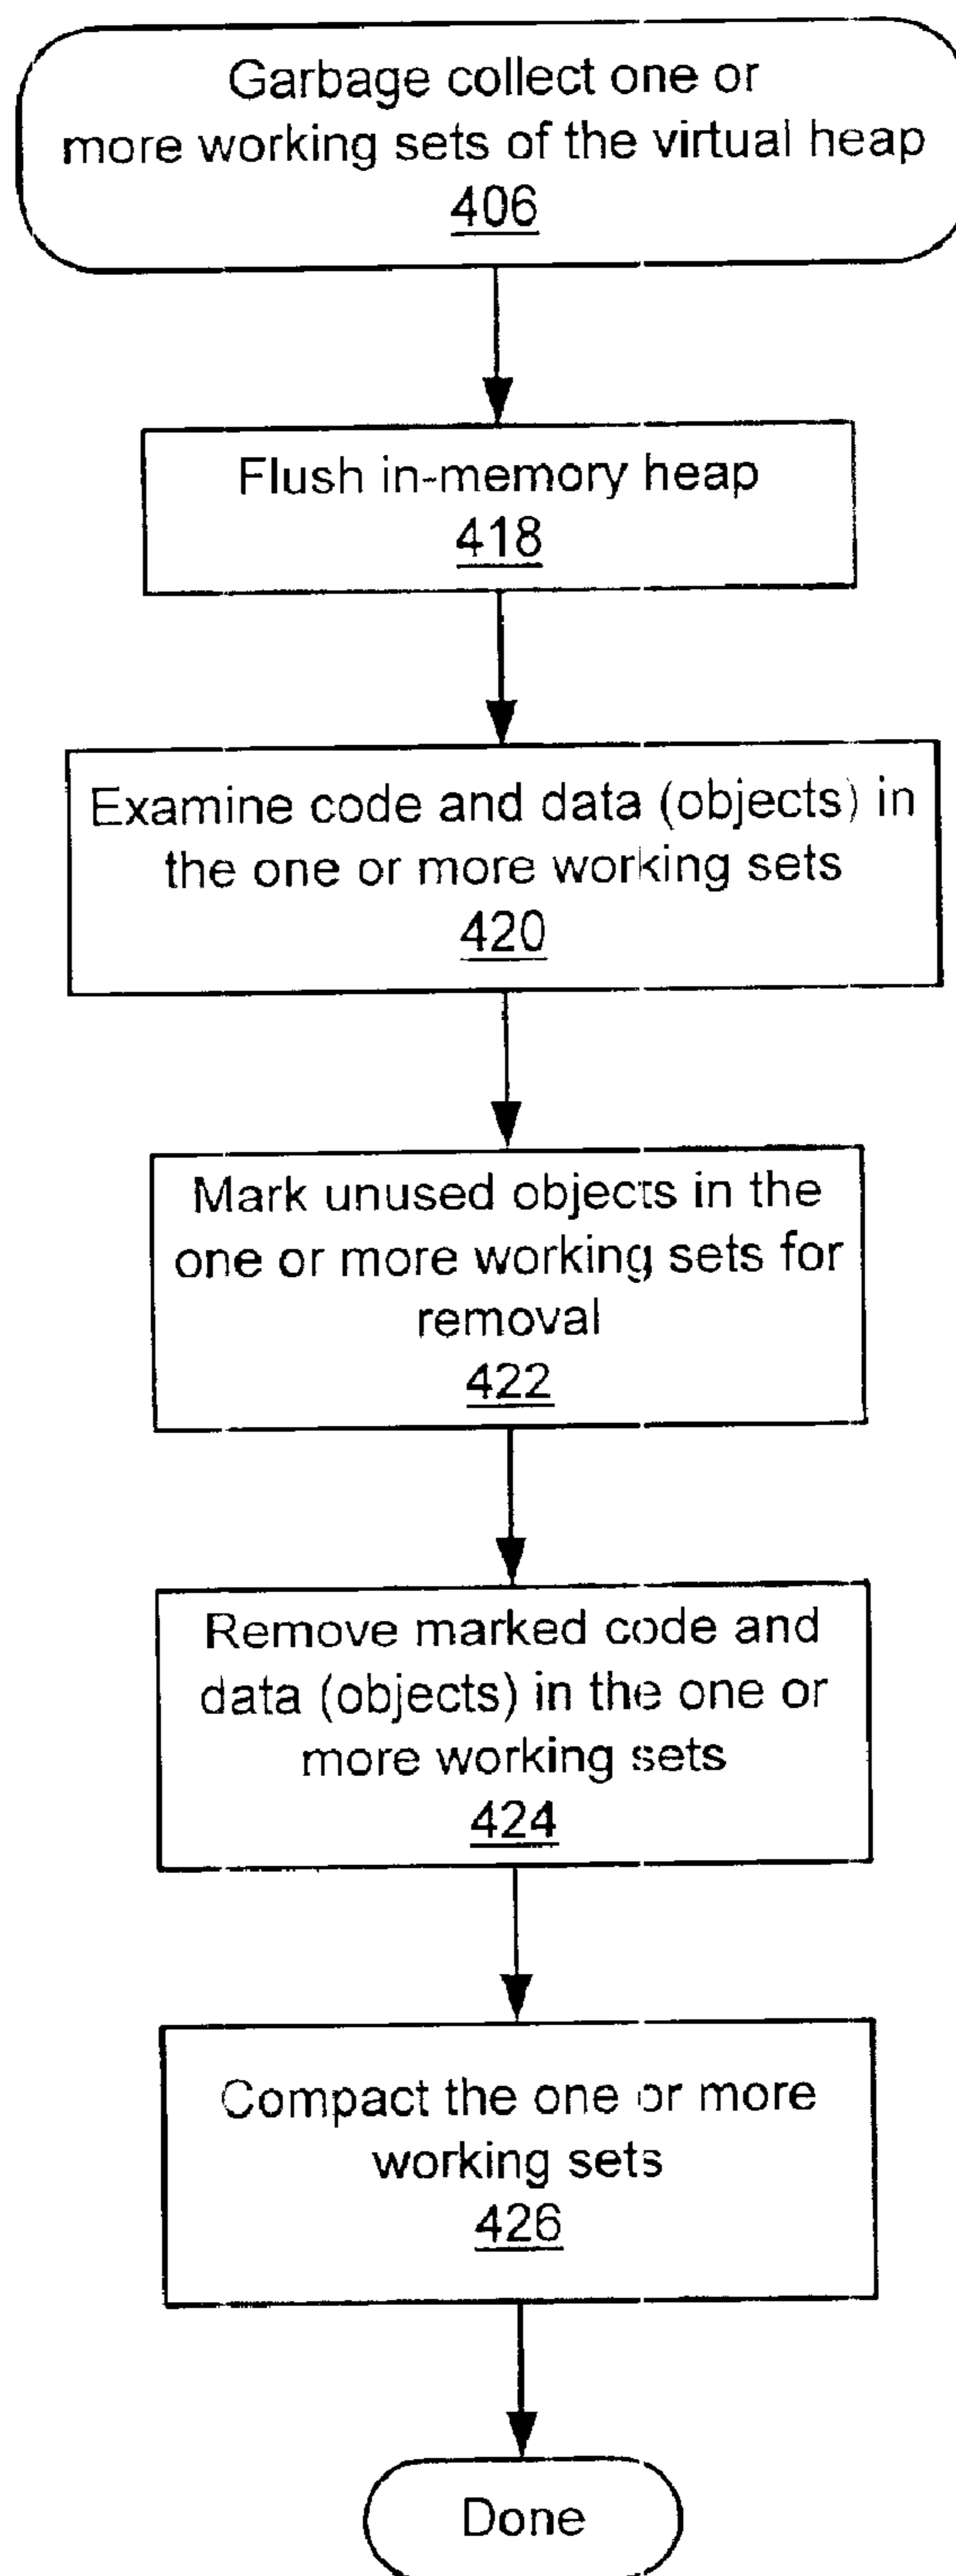 Garbage collect one or
more working sets of the virtual heap
406
Flush in-memory heap
418
Examine code and data (objects) in
the one or more working sets
420
Mark unused objects in the
one or more working sets for
removal
422
Remove marked code and
data (objects) in the one or
more working sets
424
Compact the one or more
working sets
426
Done